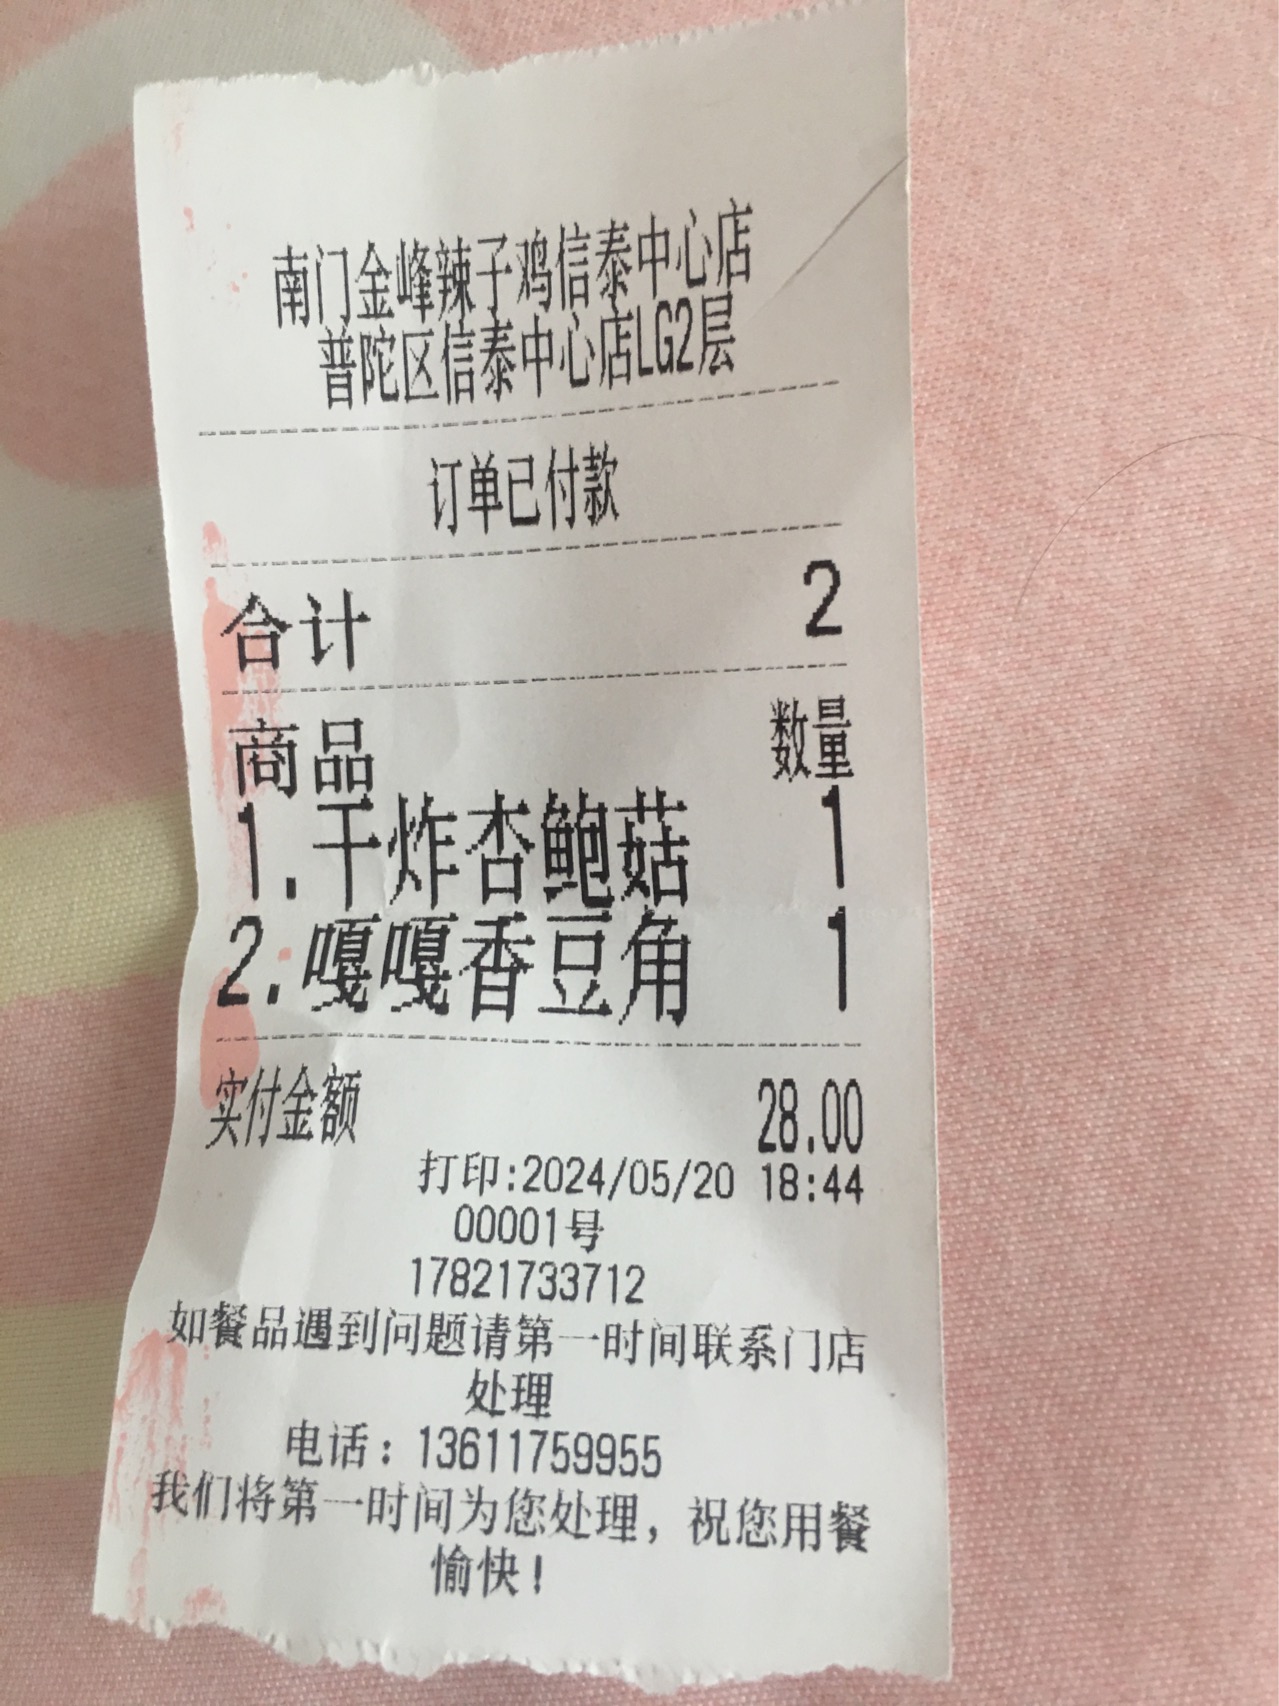 南门金峰辣子鸡信泰中心店
普陀区信泰中心店LG2层
订单已付款
合计 2
商品 数量
1.干炸杏鲍菇 1
2.嘎嘎香豆角 1
实付金额 28.00
打印:2024/05/20 18:44
00001号
17821733712
如餐品遇到问题请第一时间联系门店
处理
电话：13611759955
我们将第一时间为您处理，祝您用餐
愉快！